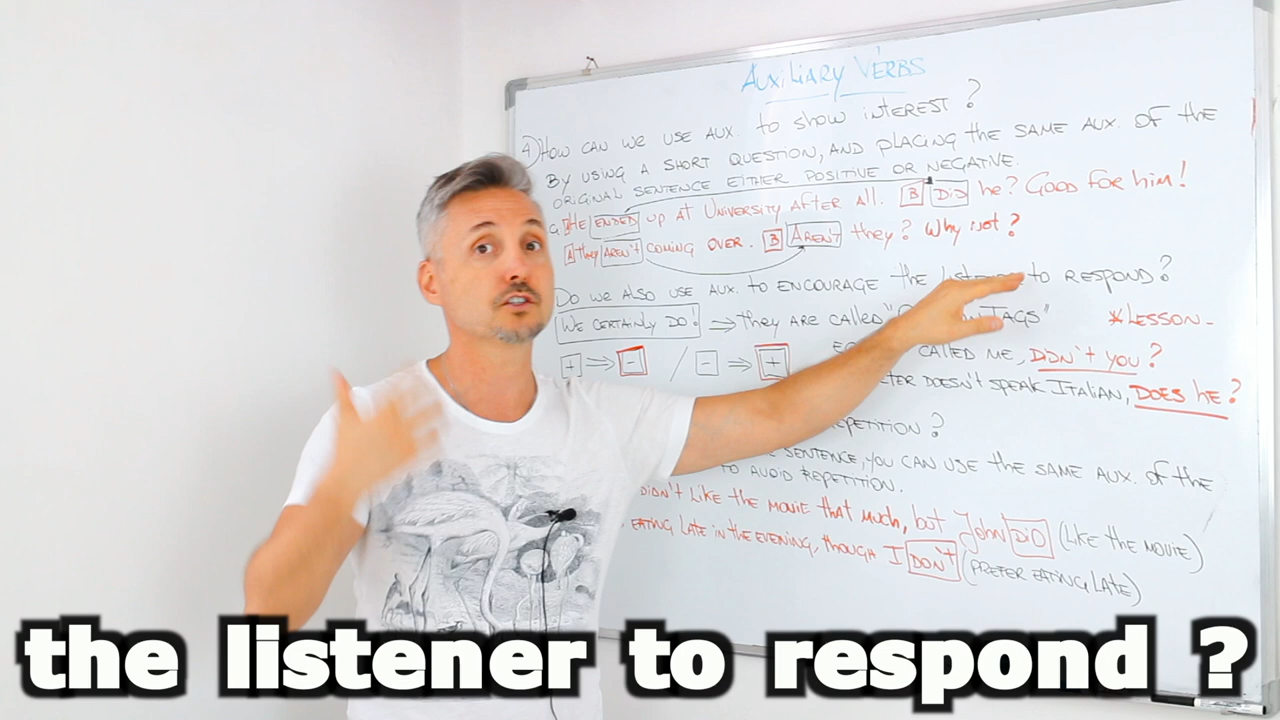 AUXILIARY VERBS
4) HOW CAN WE USE AUX. to show INTEREST?
BY USING A SHORT QUESTION, AND PLACING THE SAME AUX. OF THE
ORIGINAL SENTENCE EITHER POSITIVE OR NEGATIVE.
A He ENDED UP AT UNIVERSITY AFTER ALL. B DID he? GOOD FOR him!
A They AREN'T COMING OVER. B AREN'T they? Why not?
DO WE ALSO USE AUX. TO ENCOURAGE the LISTENER to RESPOND?
WE CERTAINLY DO! ⇒ they ARE CALLED " TAGS" *LESSON-
+ ⇒ - / - ⇒ + CALLED ME, DIDN'T YOU?
DOESN'T SPEAK ITALIAN, DOES he?
REPETITION?
SENTENCE, YOU CAN USE the SAME AUX. of the
TO AVOID REPETITION.
DIDN'T LIKE the MOVIE that much, but John DID (LIKE the MOVIE)
EATING LATE IN the EVENING, though I DON'T (PREFER EATING LATE)
the listener to respond ?